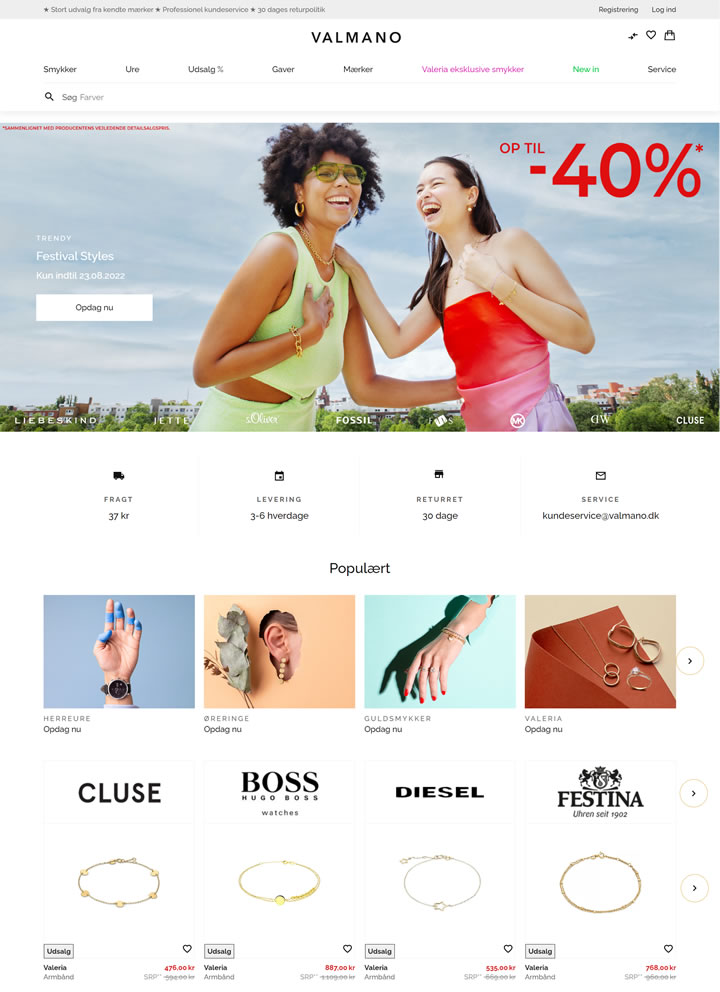 ★ Stort udvalg fra kendte mærker ★ Professionel kundeservice ★ 30 dages returpolitik
Registrering
Log ind
VALMANO
Smykker
Ure
Udsalg %
Gaver
Mærker
Valeria eksklusive smykker
New in
Service
Søg Farver
*SAMMENLIGNET MED PRODUCENTENS VEJLEDENDE DETAILSALGSPRIS.
OP TIL
-40%*
TRENDY
Festival Styles
Kun indtil 23.08.2022
Opdag nu
LIEBESKIND
JETTE
s.Oliver
FOSSIL
MK
DW
CLUSE
FRAGT
37 kr
LEVERING
3-6 hverdage
RETURRET
30 dage
SERVICE
kundeservice@valmano.dk
Populært
HERREURE
Opdag nu
ØRERINGE
Opdag nu
GULDSMYKKER
Opdag nu
VALERIA
Opdag nu
CLUSE
BOSS
HUGO BOSS
watches
DIESEL
FESTINA
Uhren seit 1902
Udsalg
Valeria
476,00 kr
Armbånd
SRP** 594,00 kr
Udsalg
Valeria
887,00 kr
Armbånd
SRP** 1 109,00 kr
Udsalg
Valeria
535,00 kr
Armbånd
SRP** 669,00 kr
Udsalg
Valeria
768,00 kr
Armbånd
SRP** 960,00 kr